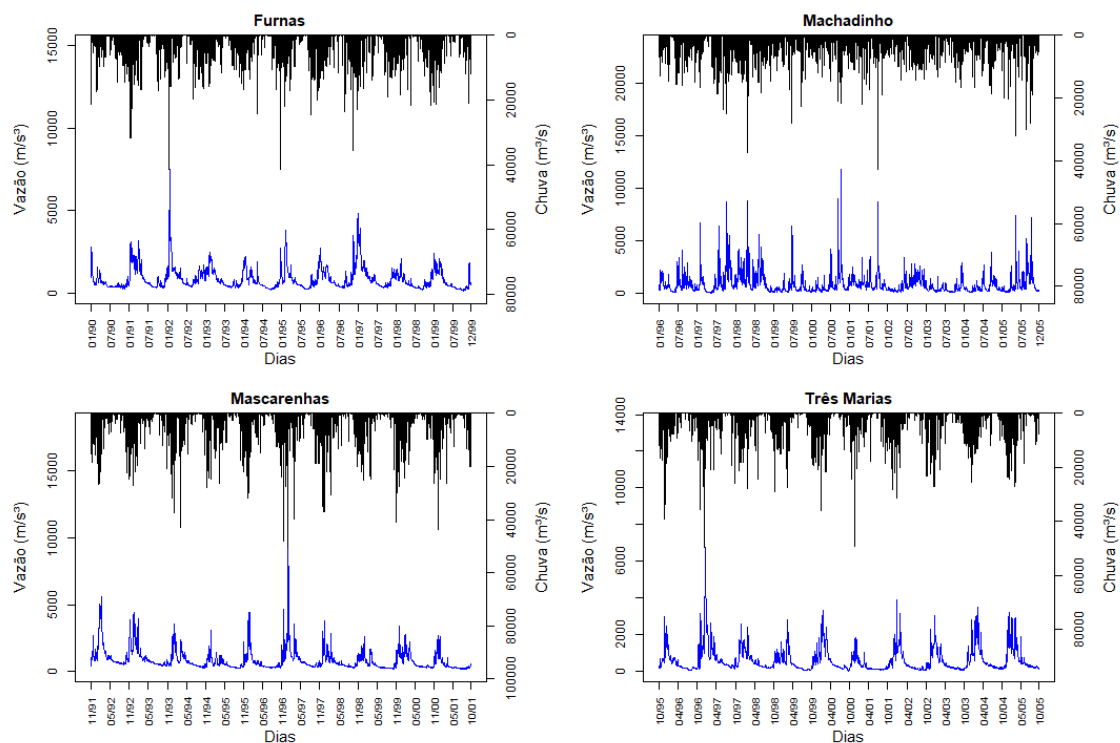 Furnas
Vazão (m/s³)
0 5000 10000 15000
0 20000 40000 60000 80000
Chuva (m³/s)
01/90 07/90 01/91 07/91 01/92 07/92 01/93 07/93 01/94 07/94 01/95 07/95 01/96 07/96 01/97 07/97 01/98 07/98 01/99 07/99 12/99
Dias
Machadinho
Vazão (m/s³)
0 5000 10000 15000 20000
0 20000 40000 60000 80000
Chuva (m³/s)
01/96 07/96 01/97 07/97 01/98 07/98 01/99 07/99 01/00 07/00 01/01 07/01 01/02 07/02 01/03 07/03 01/04 07/04 01/05 07/05 12/05
Dias
Mascarenhas
Vazão (m/s³)
0 5000 10000 15000
0 20000 40000 60000 80000 100000
Chuva (m³/s)
11/91 05/92 11/92 05/93 11/93 05/94 11/94 05/95 11/95 05/96 11/96 05/97 11/97 05/98 11/98 05/99 11/99 05/00 11/00 05/01 10/01
Dias
Três Marias
Vazão (m/s³)
0 2000 4000 6000 8000 10000 12000 14000
0 20000 40000 60000 80000
Chuva (m³/s)
10/95 04/96 10/96 04/97 10/97 04/98 10/98 04/99 10/99 04/00 10/00 04/01 10/01 04/02 10/02 04/03 10/03 04/04 10/04 05/05 10/05
Dias